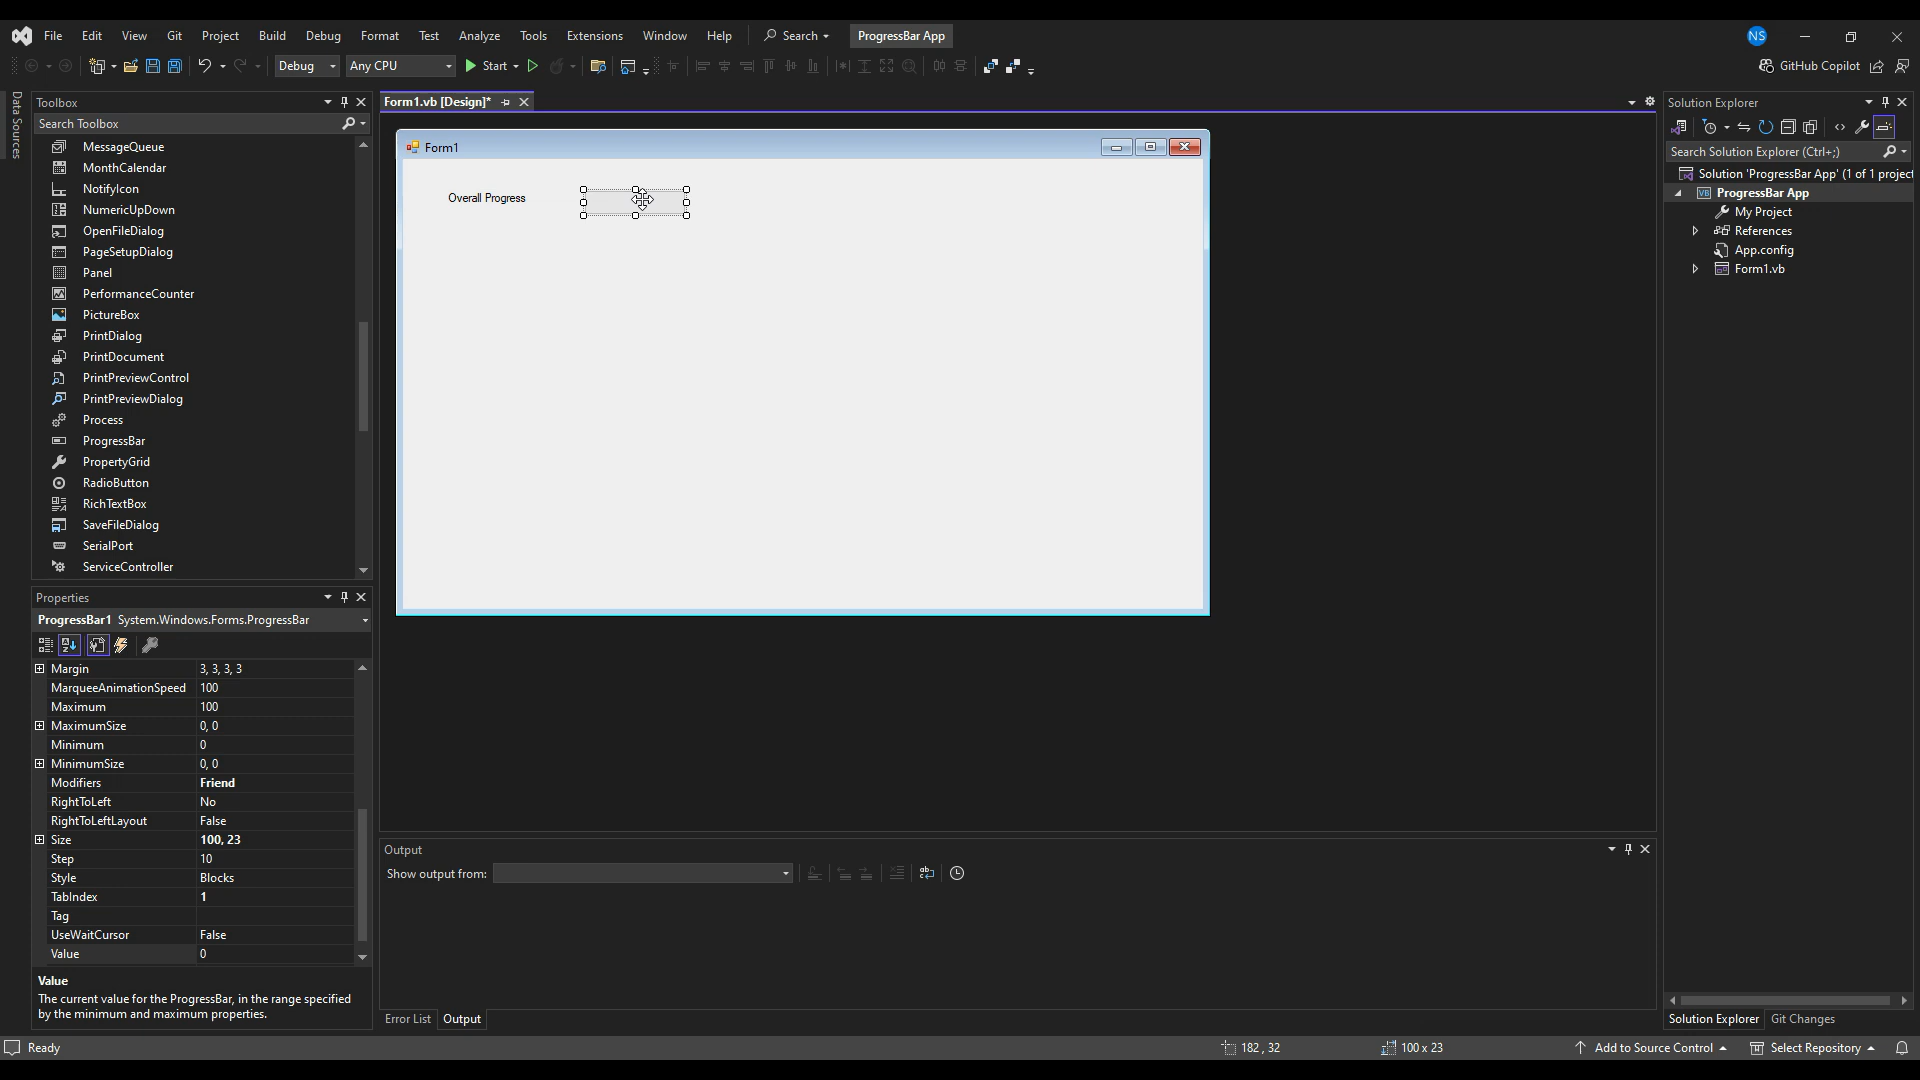 File Edit View Git Project Build Debug Format Test Analyze Tools Extensions Window Help Search ProgressBar App NS
Debug Any CPU Start GitHub Copilot
Data Sources
Toolbox
Search Toolbox
MessageQueue
MonthCalendar
NotifyIcon
NumericUpDown
OpenFileDialog
PageSetupDialog
Panel
PerformanceCounter
PictureBox
PrintDialog
PrintDocument
PrintPreviewControl
PrintPreviewDialog
Process
ProgressBar
PropertyGrid
RadioButton
RichTextBox
SaveFileDialog
SerialPort
ServiceController
Properties
ProgressBar1 System.Windows.Forms.ProgressBar
Margin 3, 3, 3, 3
MarqueeAnimationSpeed 100
Maximum 100
MaximumSize 0, 0
Minimum 0
MinimumSize 0, 0
Modifiers Friend
RightToLeft No
RightToLeftLayout False
Size 100, 23
Step 10
Style Blocks
TabIndex 1
Tag
UseWaitCursor False
Value 0
Value
The current value for the ProgressBar, in the range specified
by the minimum and maximum properties.
Form1.vb [Design]*
Form1
Overall Progress
Output
Show output from:
Error List Output
Solution Explorer
Search Solution Explorer (Ctrl+;)
Solution 'ProgressBar App' (1 of 1 project
VB ProgressBar App
My Project
References
App.config
Form1.vb
Solution Explorer Git Changes
Ready 182 , 32 100 x 23 Add to Source Control Select Repository